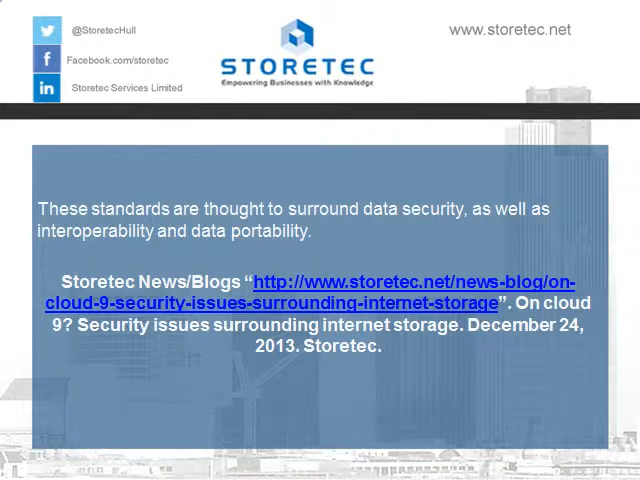 @StoretecHull
www.storetec.net
Facebook.com/storetec
STORETEC
Empowering Businesses with Knowledge
Storetec Services Limited
These standards are thought to surround data security, as well as
interoperability and data portability.
Storetec News/Blogs “http://www.storetec.net/news-blog/on-
cloud-9-security-issues-surrounding-internet-storage”. On cloud
9? Security issues surrounding internet storage. December 24,
2013. Storetec.